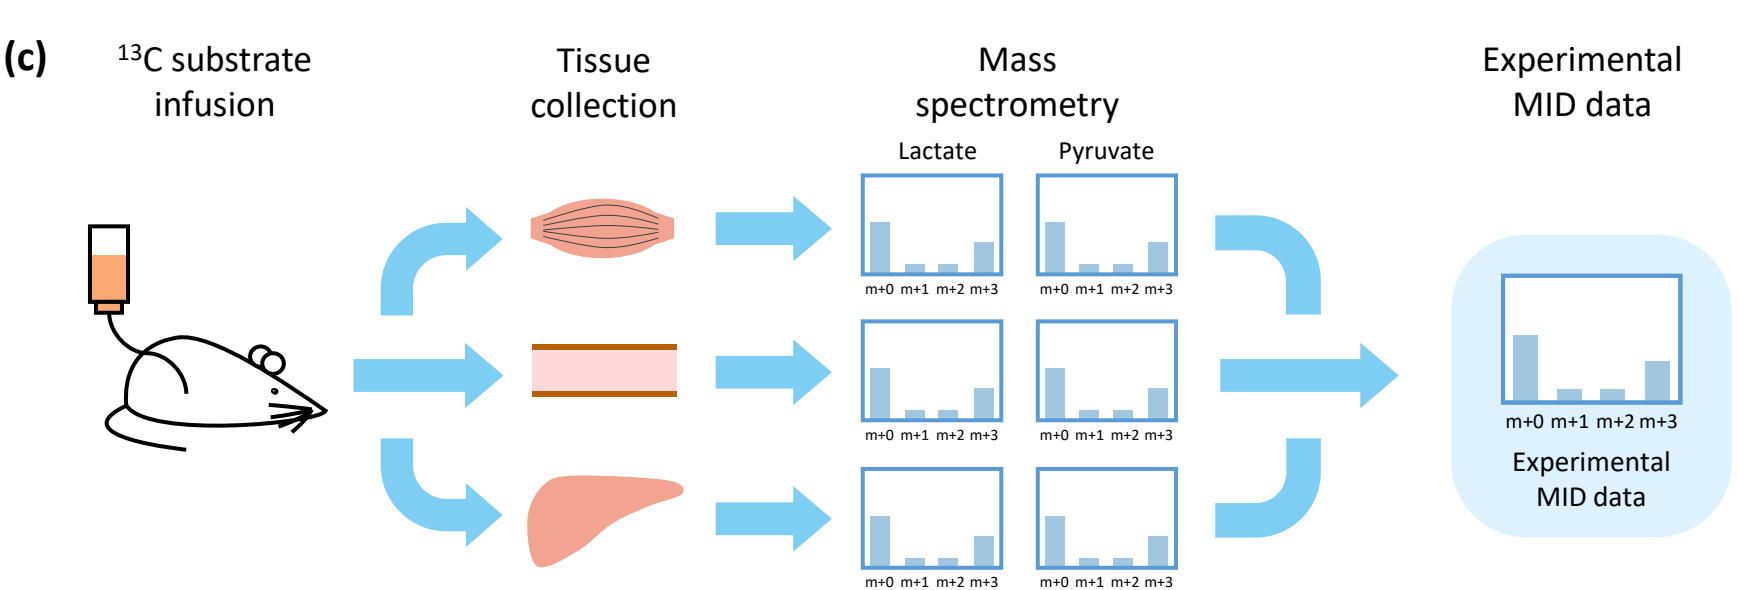 (c)
¹³C substrate
infusion
Tissue
collection
Mass
spectrometry
Experimental
MID data
Lactate
Pyruvate
m+0 m+1 m+2 m+3
m+0 m+1 m+2 m+3
m+0 m+1 m+2 m+3
m+0 m+1 m+2 m+3
m+0 m+1 m+2 m+3
m+0 m+1 m+2 m+3
m+0 m+1 m+2 m+3
Experimental
MID data